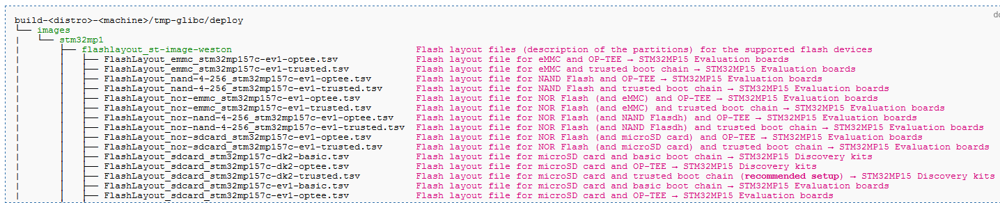 build-<distro>-<machine>/tmp-glibc/deploy
└── images
└── stm32mp1
├── flashlayout_st-image-weston Flash layout files (description of the partitions) for the supported flash devices
├── FlashLayout_emmc_stm32mp157c-ev1-optee.tsv Flash layout file for eMMC and OP-TEE → STM32MP15 Evaluation boards
├── FlashLayout_emmc_stm32mp157c-ev1-trusted.tsv Flash layout file for eMMC and trusted boot chain → STM32MP15 Evaluation boards
├── FlashLayout_nand-4-256_stm32mp157c-ev1-optee.tsv Flash layout file for NAND Flash and OP-TEE → STM32MP15 Evaluation boards
├── FlashLayout_nand-4-256_stm32mp157c-ev1-trusted.tsv Flash layout file for NAND Flash and trusted boot chain → STM32MP15 Evaluation boards
├── FlashLayout_nor-emmc_stm32mp157c-ev1-optee.tsv Flash layout file for NOR Flash (and eMMC) and OP-TEE → STM32MP15 Evaluation boards
├── FlashLayout_nor-emmc_stm32mp157c-ev1-trusted.tsv Flash layout file for NOR Flash (and eMMC) and trusted boot chain → STM32MP15 Evaluation boards
├── FlashLayout_nor-nand-4-256_stm32mp157c-ev1-optee.tsv Flash layout file for NOR Flash (and NAND Flasdh) and OP-TEE → STM32MP15 Evaluation boards
├── FlashLayout_nor-nand-4-256_stm32mp157c-ev1-trusted.tsv Flash layout file for NOR Flash (and NAND Flasdh) and trusted boot chain → STM32MP15 Evaluation boards
├── FlashLayout_nor-sdcard_stm32mp157c-ev1-optee.tsv Flash layout file for NOR Flash (and microSD card) and OP-TEE → STM32MP15 Evaluation boards
├── FlashLayout_nor-sdcard_stm32mp157c-ev1-trusted.tsv Flash layout file for NOR Flash (and microSD card) and trusted boot chain → STM32MP15 Evaluation boards
├── FlashLayout_sdcard_stm32mp157c-dk2-basic.tsv Flash layout file for microSD card and basic boot chain → STM32MP15 Discovery kits
├── FlashLayout_sdcard_stm32mp157c-dk2-optee.tsv Flash layout file for microSD card and OP-TEE → STM32MP15 Discovery kits
├── FlashLayout_sdcard_stm32mp157c-dk2-trusted.tsv Flash layout file for microSD card and trusted boot chain (recommended setup) → STM32MP15 Discovery kits
├── FlashLayout_sdcard_stm32mp157c-ev1-basic.tsv Flash layout file for microSD card and basic boot chain → STM32MP15 Evaluation boards
├── FlashLayout_sdcard_stm32mp157c-ev1-optee.tsv Flash layout file for microSD card and OP-TEE → STM32MP15 Evaluation boards